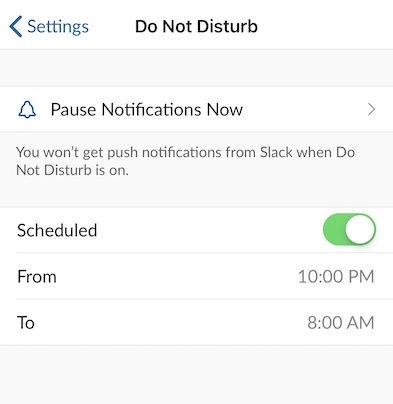 Settings
Do Not Disturb
Pause Notifications Now
You won't get push notifications from Slack when Do
Not Disturb is on.
Scheduled
From 10:00 PM
To 8:00 AM